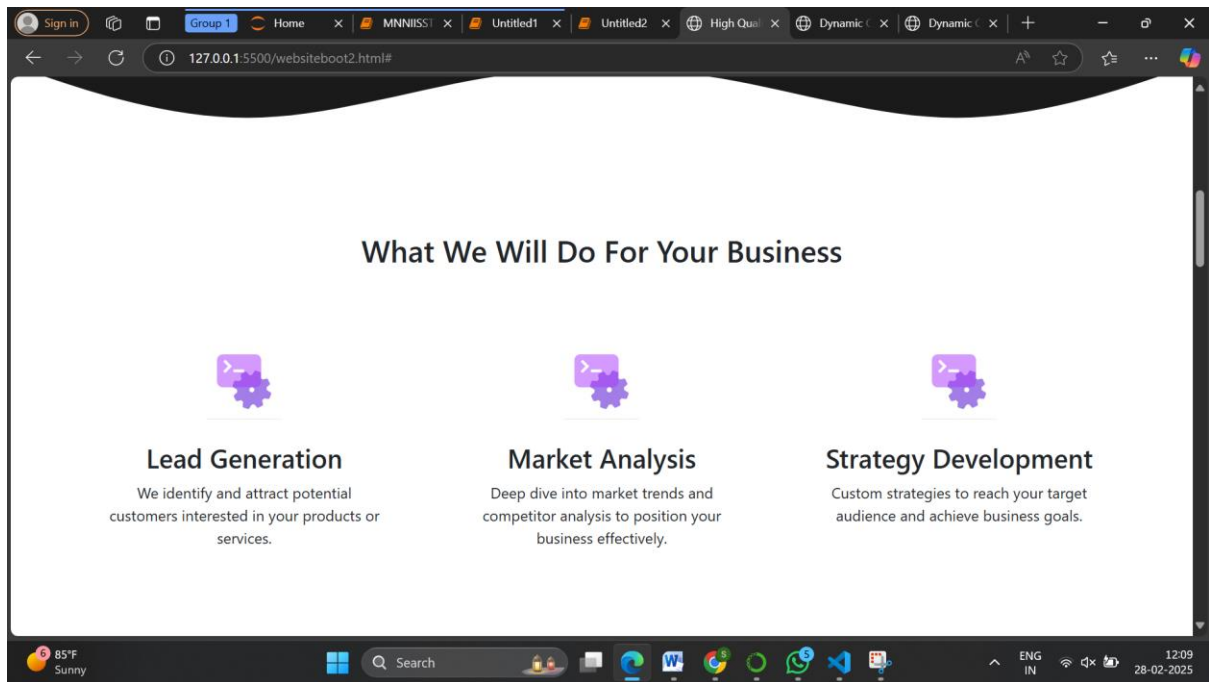 Sign in
Group 1
Home
MNNIISST
Untitled1
Untitled2
High Qual
Dynamic C
Dynamic C
127.0.0.1:5500/websiteboot2.html#
What We Will Do For Your Business
Lead Generation
We identify and attract potential
customers interested in your products or
services.
Market Analysis
Deep dive into market trends and
competitor analysis to position your
business effectively.
Strategy Development
Custom strategies to reach your target
audience and achieve business goals.
6
85°F
Sunny
Search
S
W
5
ENG
IN
12:09
28-02-2025